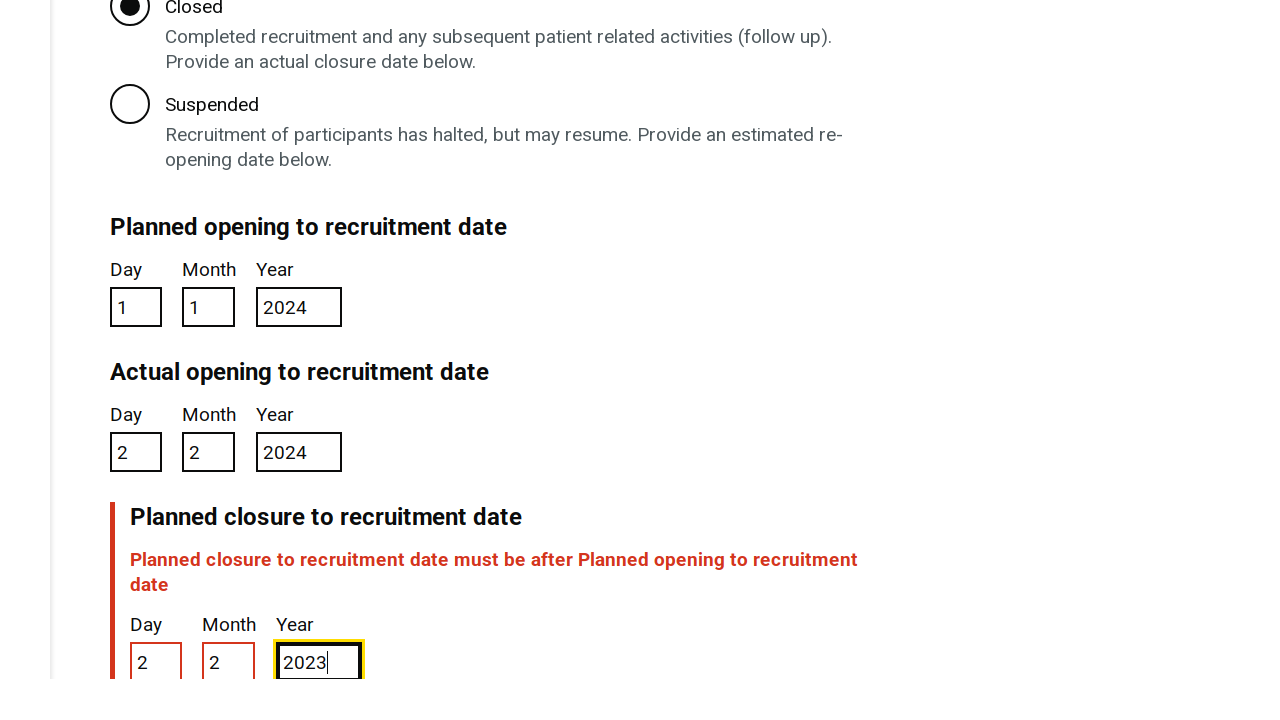 Closed
Completed recruitment and any subsequent patient related activities (follow up).
Provide an actual closure date below.
Suspended
Recruitment of participants has halted, but may resume. Provide an estimated re-
opening date below.
Planned opening to recruitment date
Day Month Year
1 1 2024
Actual opening to recruitment date
Day Month Year
2 2 2024
Planned closure to recruitment date
Planned closure to recruitment date must be after Planned opening to recruitment
date
Day Month Year
2 2 2023